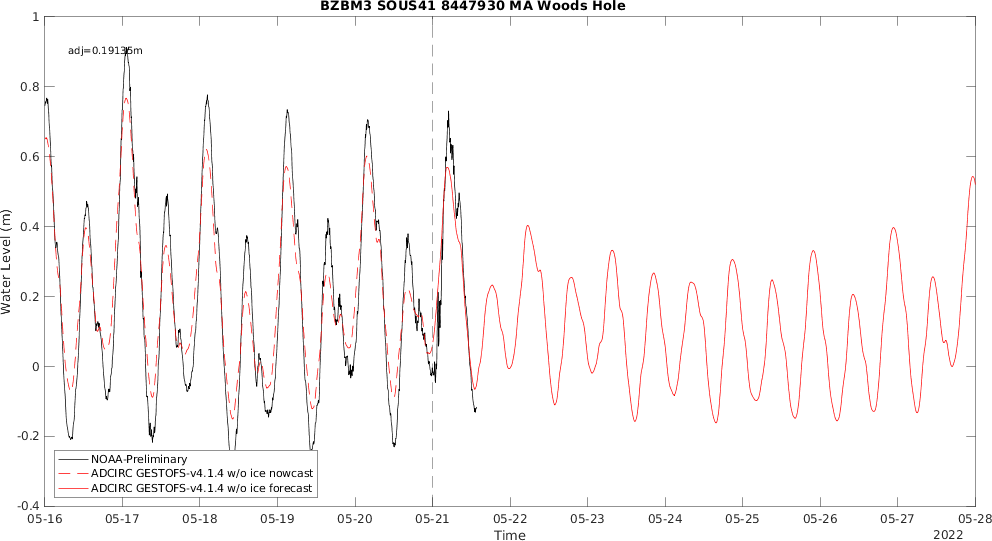 BZBM3 SOUS41 8447930 MA Woods Hole
adj=0.19135m
Water Level (m)
1
0.8
0.6
0.4
0.2
0
-0.2
-0.4
NOAA-Preliminary
ADCIRC GESTOFS-v4.1.4 w/o ice nowcast
ADCIRC GESTOFS-v4.1.4 w/o ice forecast
05-16 05-17 05-18 05-19 05-20 05-21 05-22 05-23 05-24 05-25 05-26 05-27 05-28
Time
2022